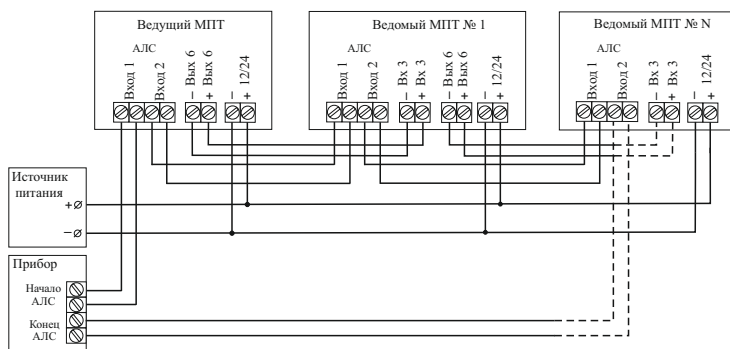 Ведущий МПТ
АЛС
Вход 1
Вход 2
– Вых 6
+ Вых 6
–
+ 12/24
Ведомый МПТ № 1
АЛС
Вход 1
Вход 2
– Вх 3
+ Вх 3
– Вых 6
+ Вых 6
–
+ 12/24
Ведомый МПТ № N
АЛС
Вход 1
Вход 2
– Вх 3
+ Вх 3
–
+ 12/24
Источник
питания
+
–
Прибор
Начало
АЛС
Конец
АЛС